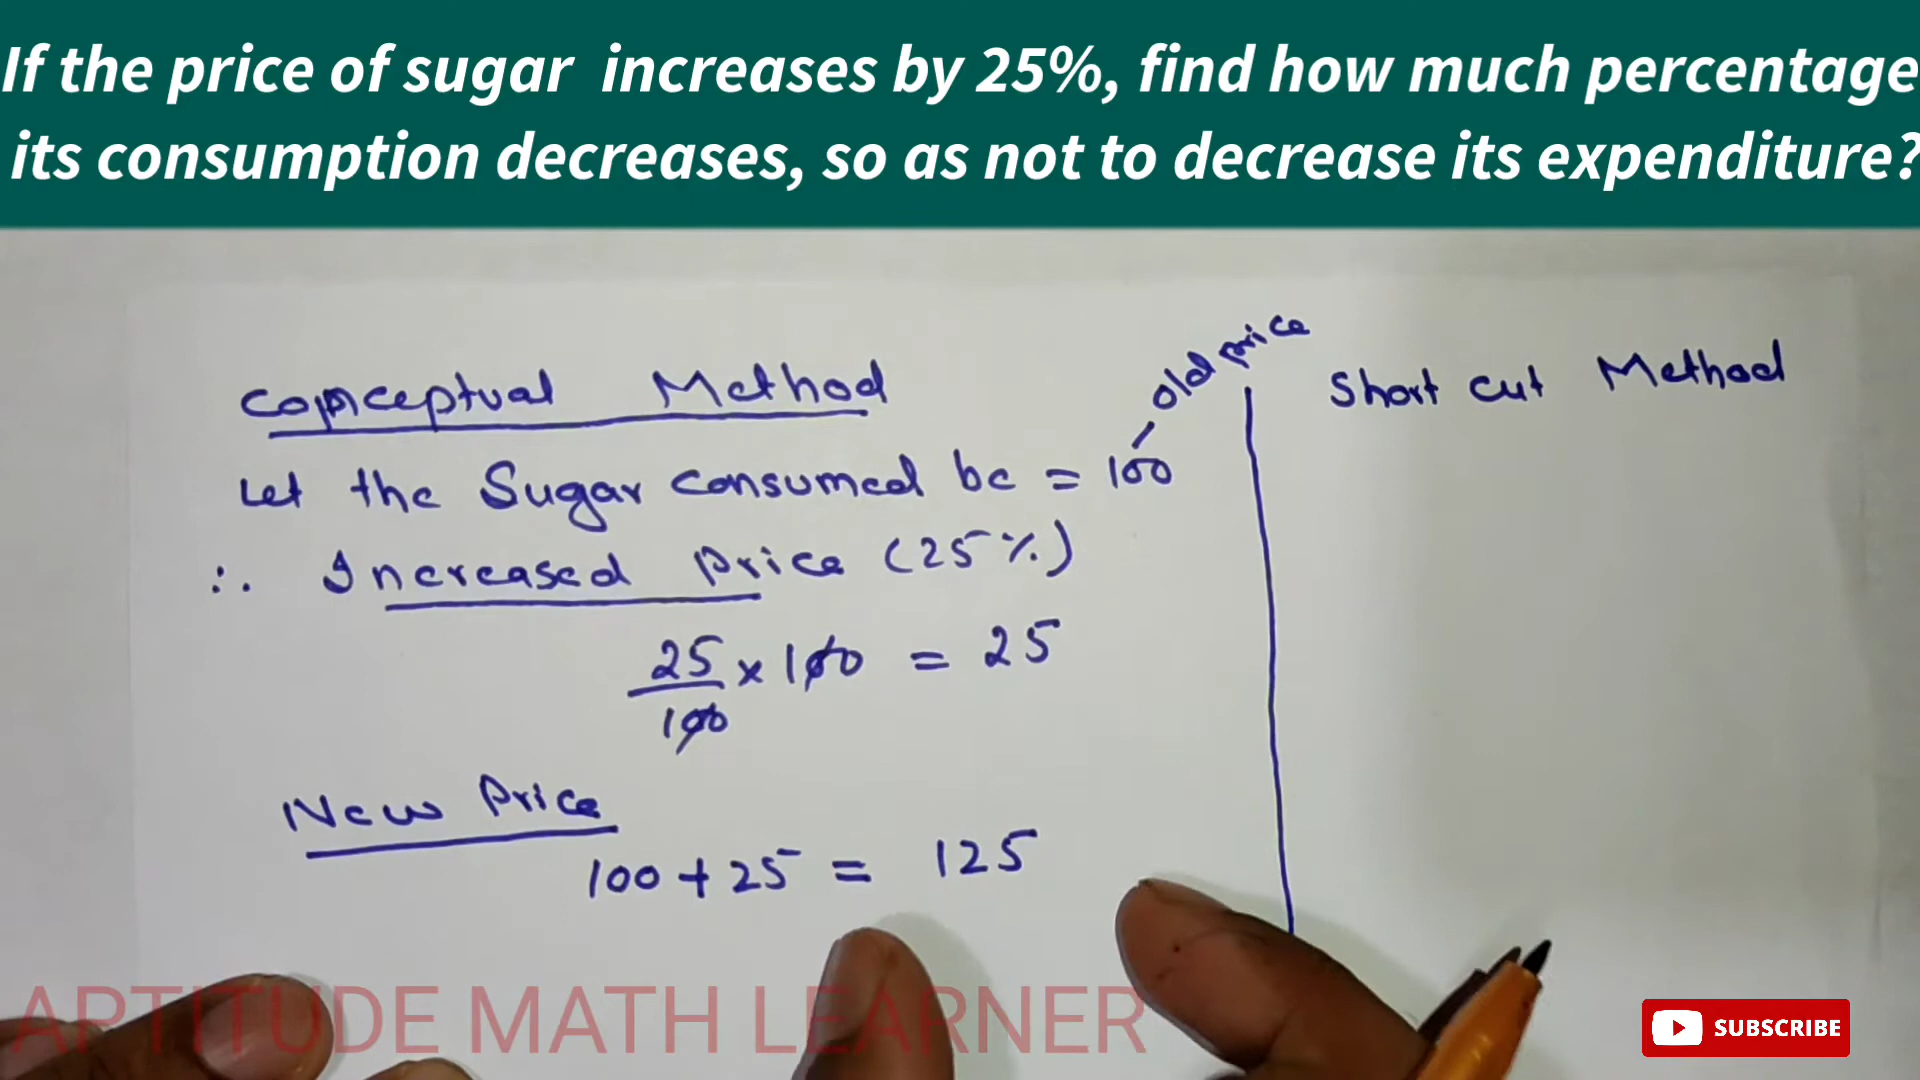 If the price of sugar increases by 25%, find how much percentage
its consumption decreases, so as not to decrease its expenditure?
Conceptual Method
old price
Let the Sugar consumed be = 100
∴ Increased Price (25%)
25/100 × 100 = 25
New Price
100 + 25 = 125
Short cut Method
APTITUDE MATH LEARNER
SUBSCRIBE